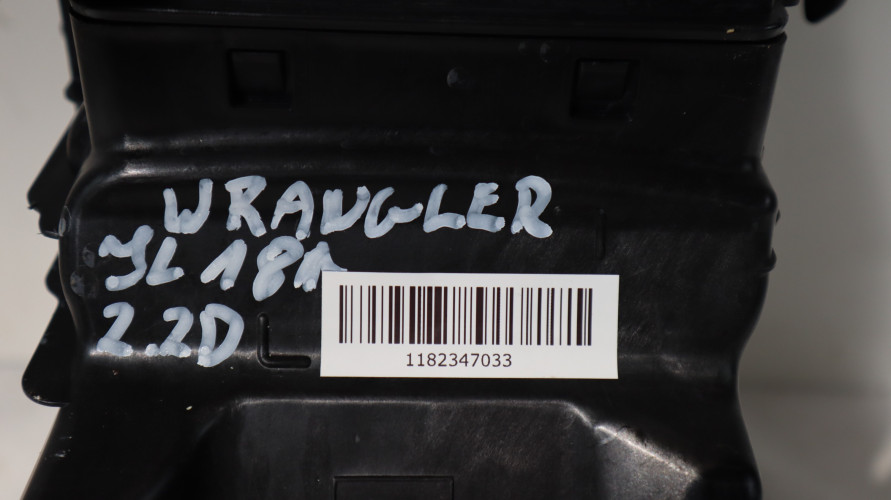 WRANGLER
JL 18R
2.2D
L
1182347033